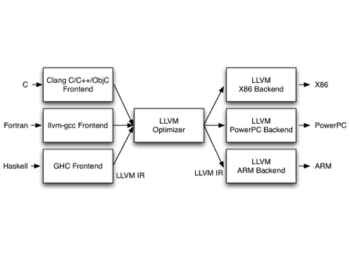 C
Clang C/C++/ObjC
Frontend
LLVM
X86 Backend
X86
Fortran
llvm-gcc Frontend
LLVM
Optimizer
LLVM
PowerPC Backend
PowerPC
Haskell
GHC Frontend
LLVM IR
LLVM IR
LLVM
ARM Backend
ARM